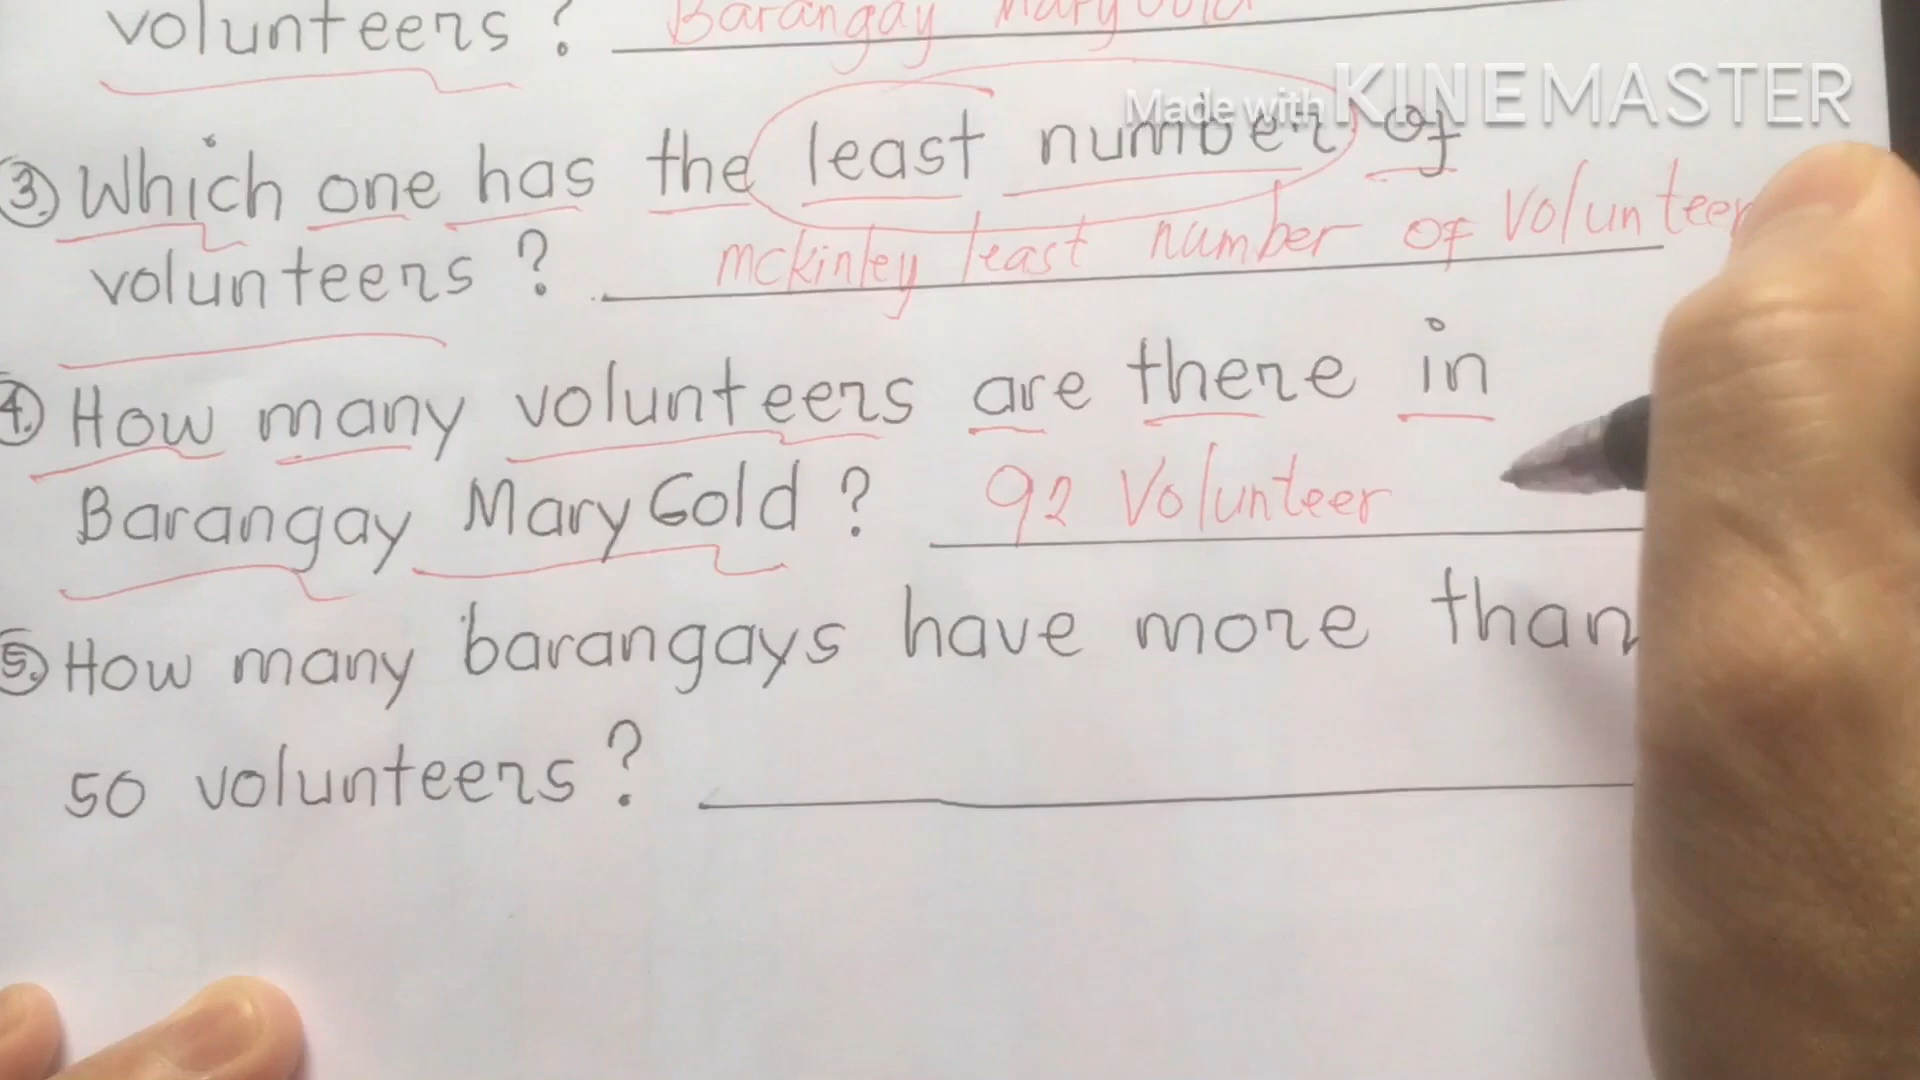 volunteers ? Barangay MaryGold
Made with KINEMASTER
3. Which one has the least number of
volunteers ? mckinley least number of Volunteer
4. How many volunteers are there in
Barangay MaryGold ? 92 Volunteer
5. How many barangays have more than
50 volunteers ?